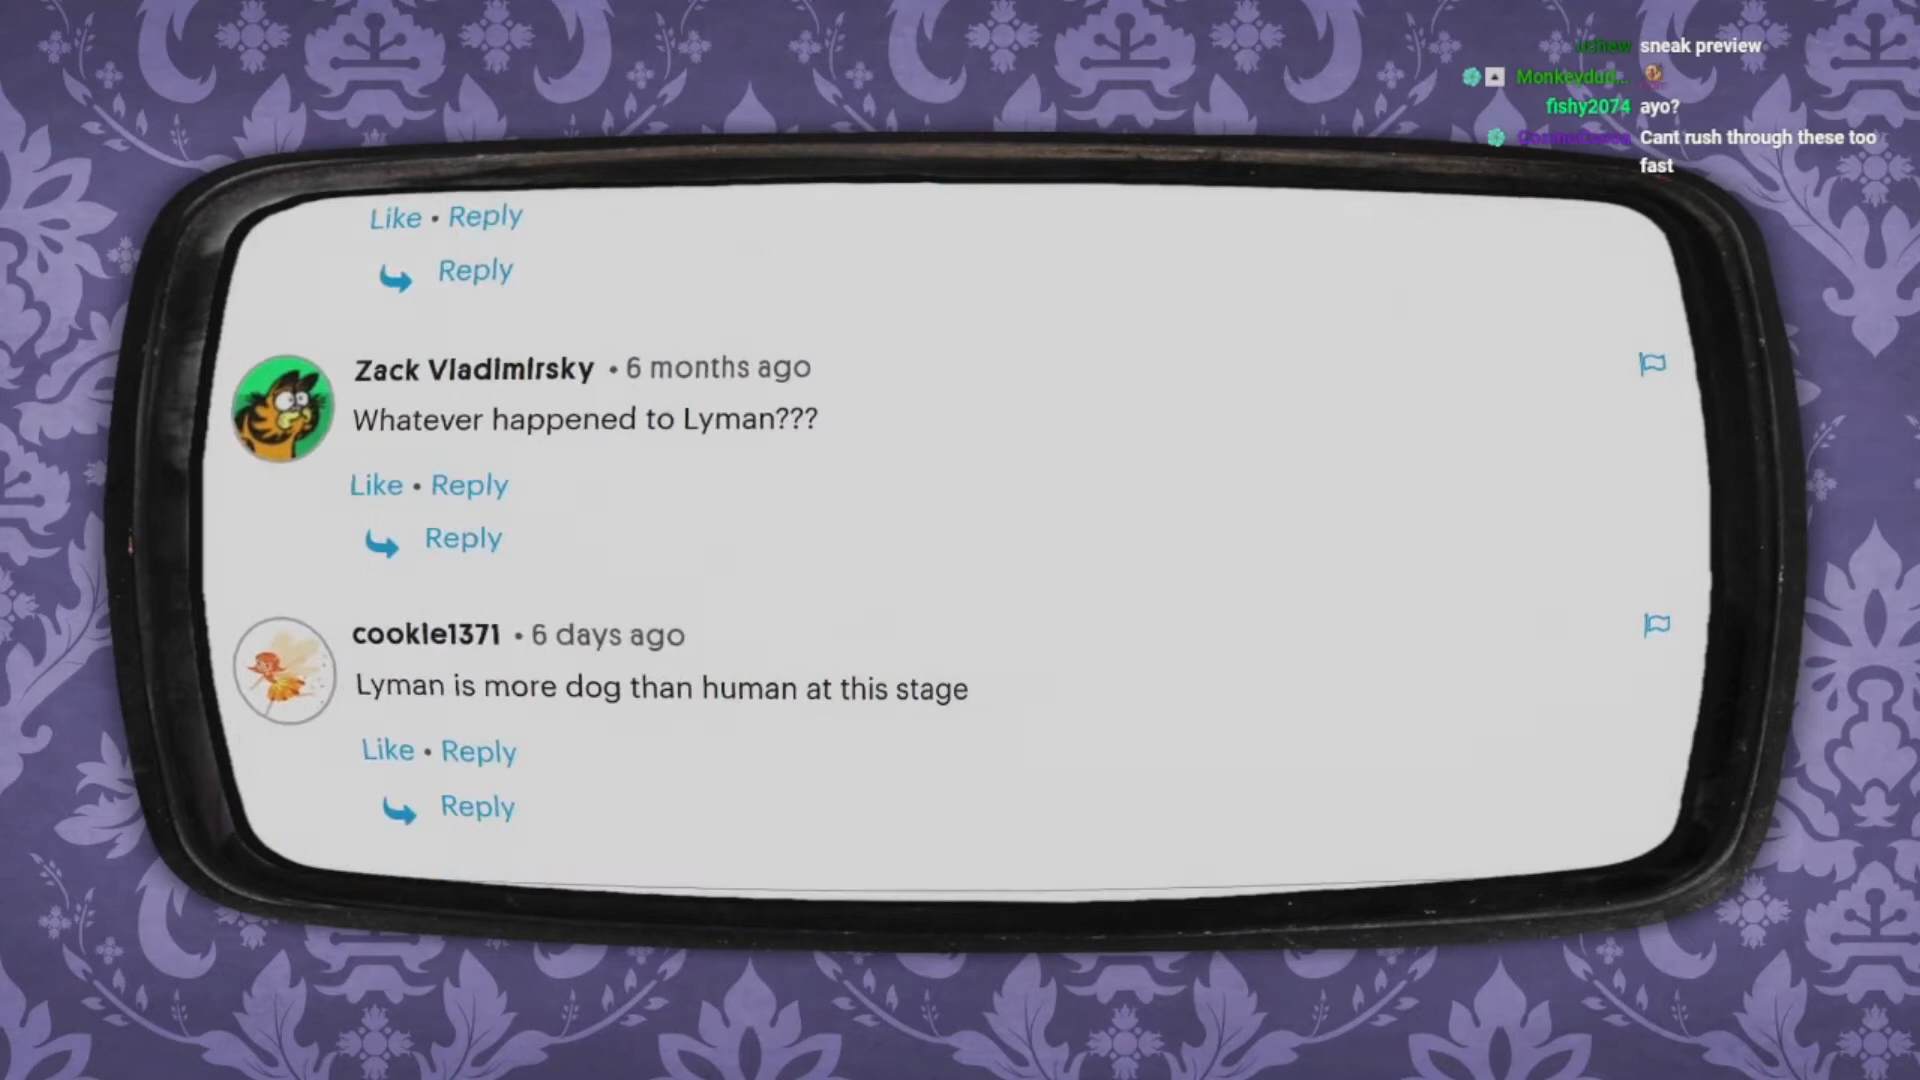 sneak preview
Monkeydud...
fishy2074 ayo?
Cant rush through these too
fast
Like • Reply
Reply
Zack Vladimirsky • 6 months ago
Whatever happened to Lyman???
Like • Reply
Reply
cookie1371 • 6 days ago
Lyman is more dog than human at this stage
Like • Reply
Reply